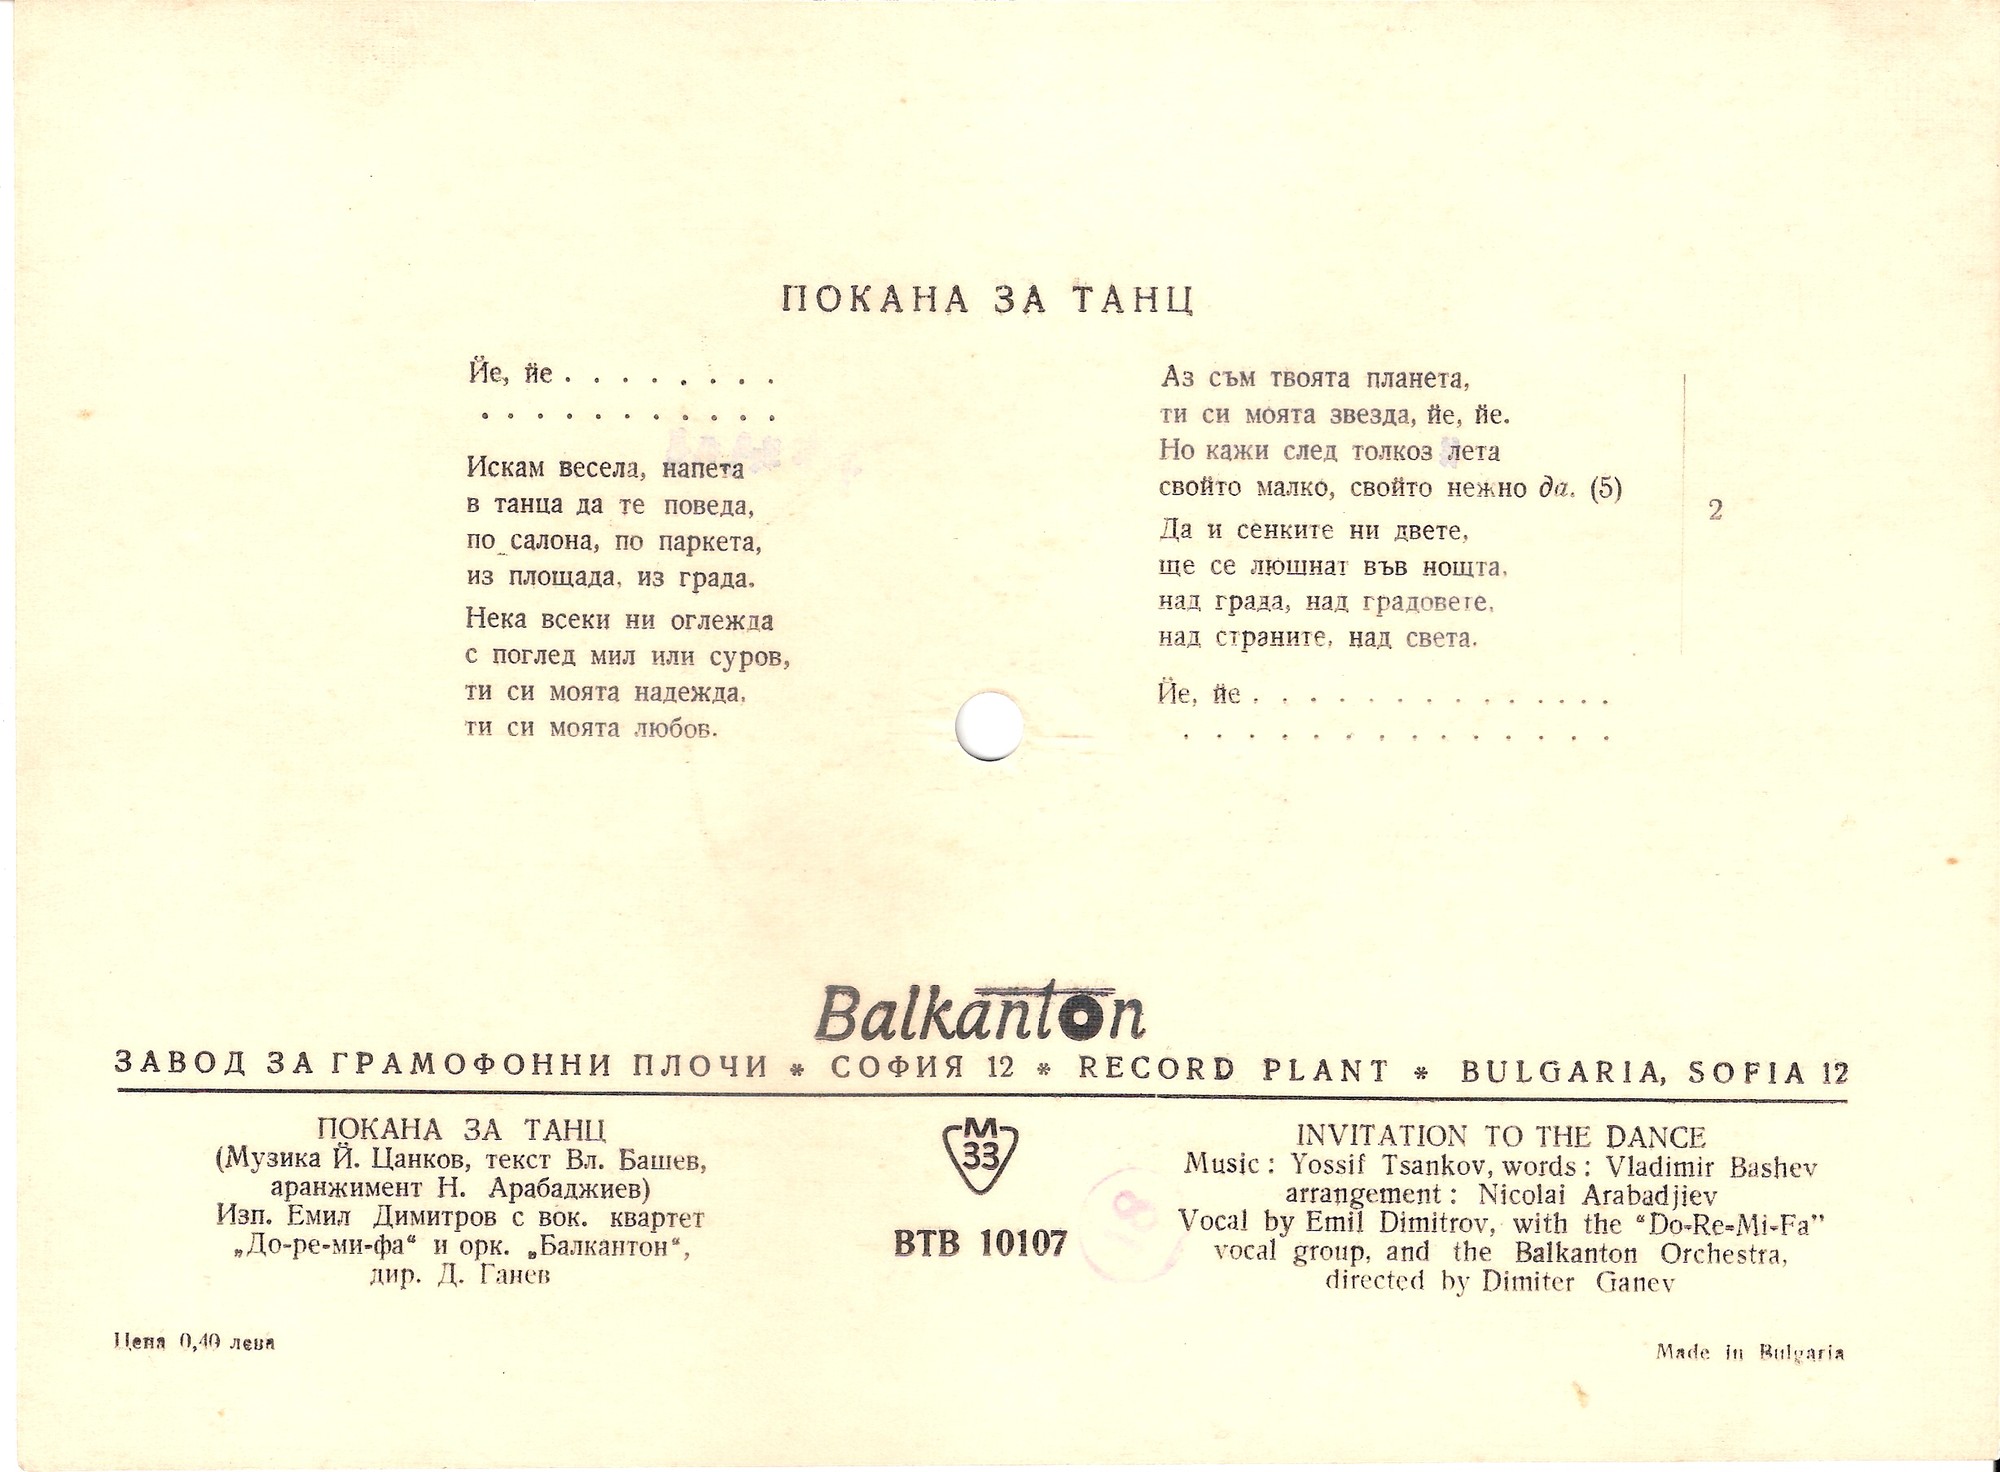 ПОКАНА ЗА ТАНЦ
Йе, йе . . . . . . . .
. . . . . . . . . . .
Искам весела, напета
в танца да те поведа,
по салона, по паркета,
из площада, из града.
Нека всеки ни оглежда
с поглед мил или суров,
ти си моята надежда,
ти си моята любов.
Аз съм твоята планета,
ти си моята звезда, йе, йе.
Но кажи след толкоз лета
свойто малко, свойто нежно да. (5)
Да и сенките ни двете,
ще се люшнат във нощта,
над града, над градовете,
над страните, над света.
2
Йе, йе . . . . . . . . . . . . . .
. . . . . . . . . . . . . .
Balkanton
ЗАВОД ЗА ГРАМОФОННИ ПЛОЧИ * СОФИЯ 12 * RECORD PLANT * BULGARIA, SOFIA 12
ПОКАНА ЗА ТАНЦ
(Музика Й. Цанков, текст Вл. Башев,
аранжимент Н. Арабаджиев)
Изп. Емил Димитров с вок. квартет
„До-ре-ми-фа“ и орк. „Балкантон“,
дир. Д. Ганев
М
33
ВТВ 10107
INVITATION TO THE DANCE
Music : Yossif Tsankov, words : Vladimir Bashev
arrangement : Nicolai Arabadjiev
Vocal by Emil Dimitrov, with the “Do-Re-Mi-Fa”
vocal group, and the Balkanton Orchestra,
directed by Dimiter Ganev
Цена 0,40 лева
Made in Bulgaria